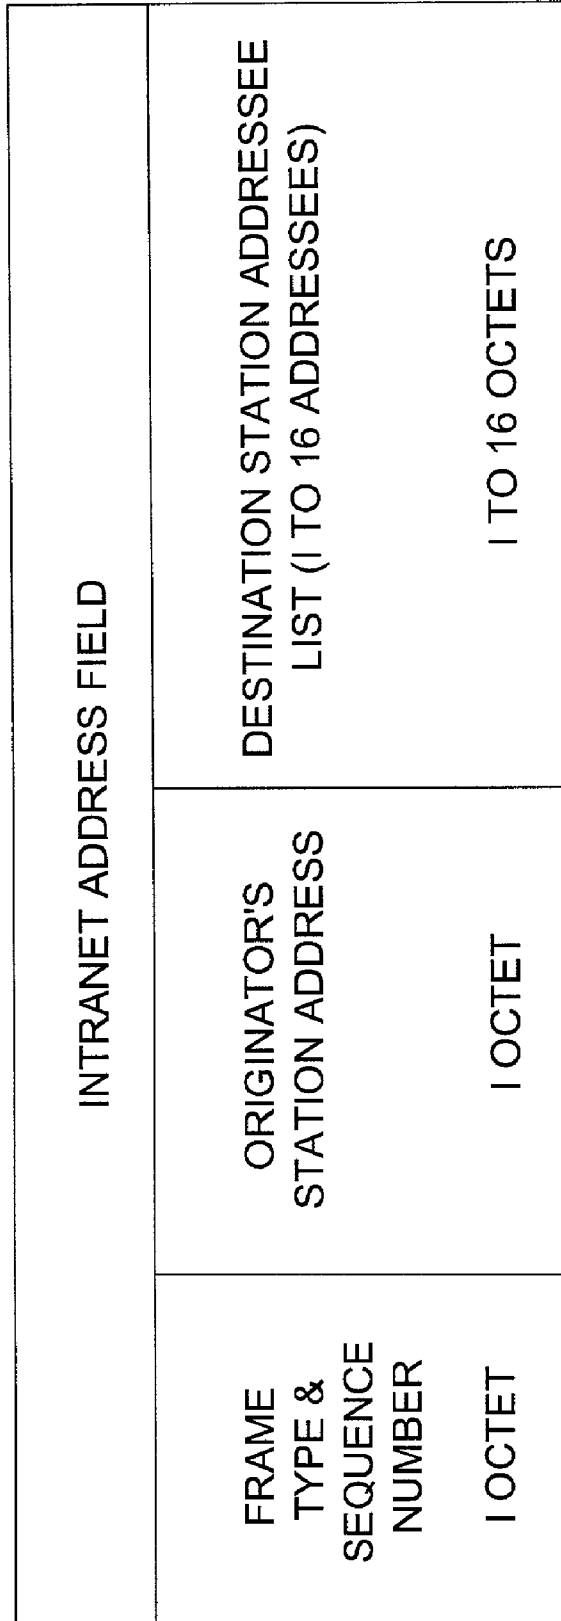 INTRANET ADDRESS FIELD
FRAME
TYPE &
SEQUENCE
NUMBER
I OCTET
ORIGINATOR'S
STATION ADDRESS
I OCTET
DESTINATION STATION ADDRESSEE
LIST (I TO 16 ADDRESSEES)
I TO 16 OCTETS